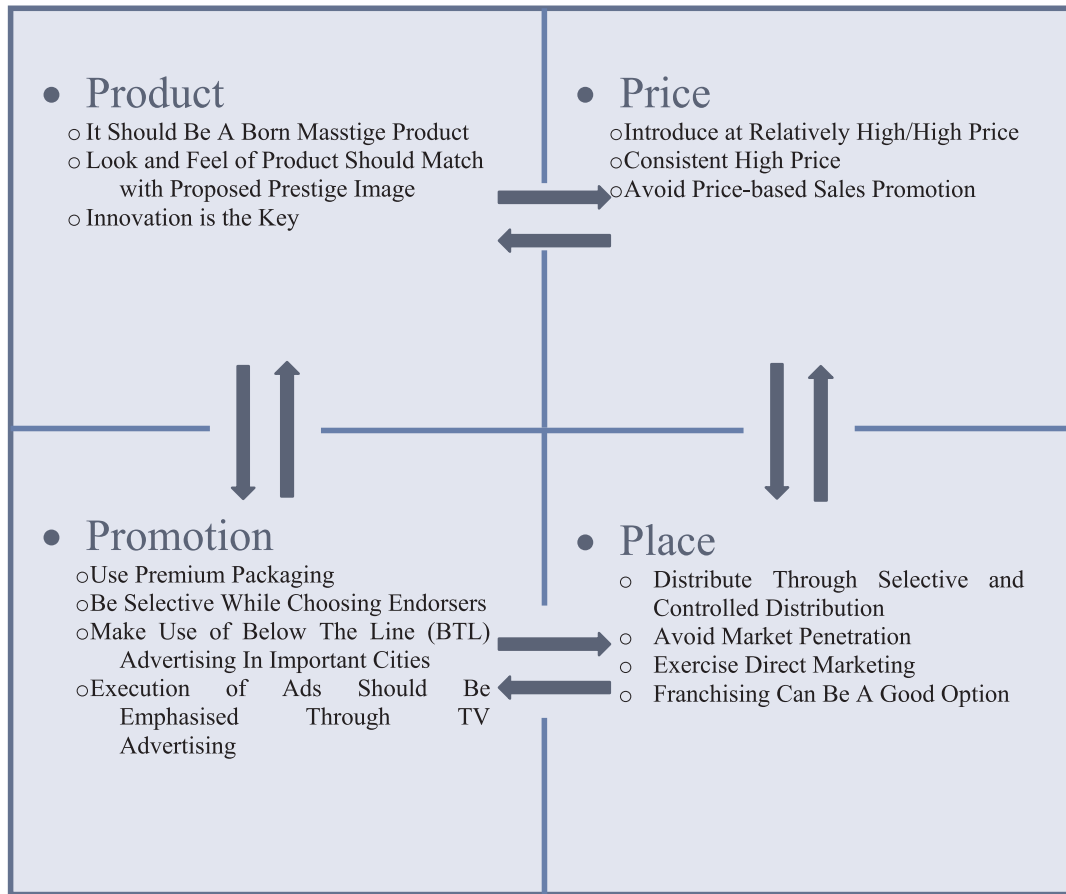 • Product
o It Should Be A Born Masstige Product
o Look and Feel of Product Should Match
with Proposed Prestige Image
o Innovation is the Key
• Price
o Introduce at Relatively High/High Price
o Consistent High Price
o Avoid Price-based Sales Promotion
• Promotion
o Use Premium Packaging
o Be Selective While Choosing Endorsers
o Make Use of Below The Line (BTL)
Advertising In Important Cities
o Execution of Ads Should Be
Emphasised Through TV
Advertising
• Place
o Distribute Through Selective and
Controlled Distribution
o Avoid Market Penetration
o Exercise Direct Marketing
o Franchising Can Be A Good Option